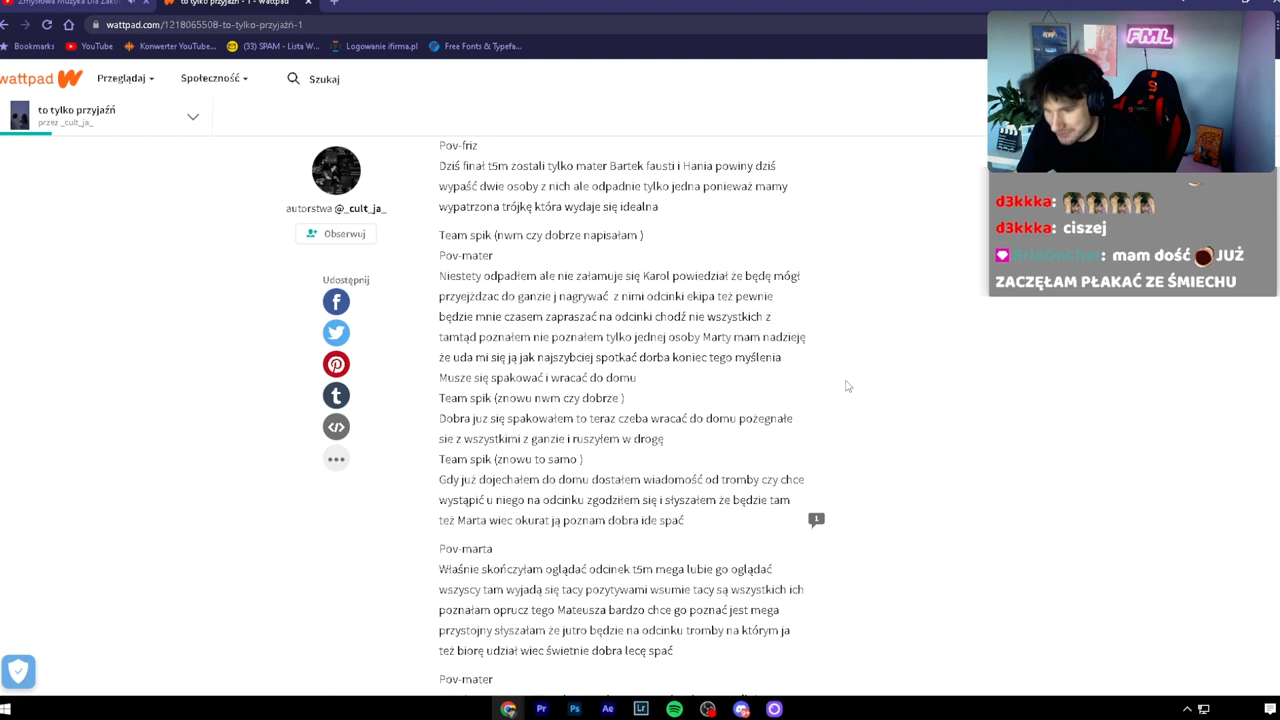 to tylko przyjaźń - 1 - Wattpad
wattpad.com/1218065508-to-tylko-przyjaźń-1
Bookmarks
YouTube
Konwerter YouTube...
(33) SPAM - Lista W...
Logowanie ifirma.pl
Free Fonts & Typefa...
wattpad
Przeglądaj
Społeczność
Szukaj
to tylko przyjaźń
przez _cult_ja_
autorstwa @_cult_ja_
Obserwuj
Udostępnij
Pov-friz
Dziś finał t5m zostali tylko mater Bartek fausti i Hania powiny dziś
wypaść dwie osoby z nich ale odpadnie tylko jedna ponieważ mamy
wypatrzona trójkę która wydaje się idealna
Team spik (nwm czy dobrze napisałam )
Pov-mater
Niestety odpadłem ale nie załamuje się Karol powiedział że będę mógł
przyejżdzac do ganzie j nagrywać z nimi odcinki ekipa też pewnie
będzie mnie czasem zapraszać na odcinki chodź nie wszystkich z
tamtąd poznałem nie poznałem tylko jednej osoby Marty mam nadzieję
że uda mi się ją jak najszybciej spotkać dorba koniec tego myślenia
Musze się spakować i wracać do domu
Team spik (znowu nwm czy dobrze )
Dobra juz się spakowałem to teraz czeba wracać do domu pożegnałe
sie z wszystkimi z ganzie i ruszyłem w drogę
Team spik (znowu to samo )
Gdy już dojechałem do domu dostałem wiadomość od tromby czy chce
wystąpić u niego na odcinku zgodziłem się i słyszałem że będzie tam
też Marta wiec okurat ją poznam dobra ide spać
1
Pov-marta
Właśnie skończyłam oglądać odcinek t5m mega lubie go oglądać
wszyscy tam wyjadą się tacy pozytywami wsumie tacy są wszystkich ich
poznałam oprucz tego Mateusza bardzo chce go poznać jest mega
przystojny słyszałam że jutro będzie na odcinku tromby na którym ja
też biorę udział wiec świetnie dobra lecę spać
Pov-mater
FML
d3kkka:
d3kkka: ciszej
mam dość JUŻ
ZACZĘŁAM PŁAKAĆ ZE ŚMIECHU